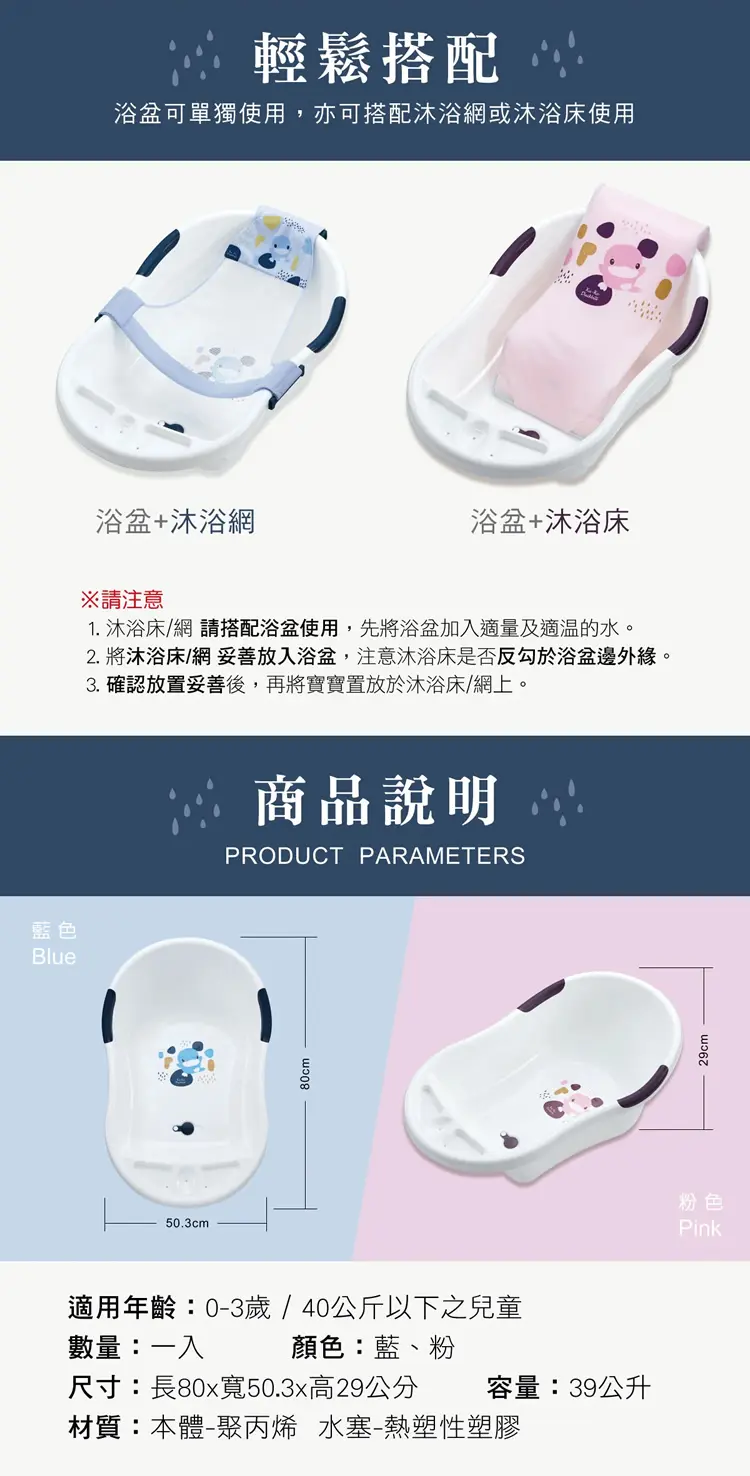 輕鬆搭配
浴盆可單獨使用，亦可搭配沐浴網或沐浴床使用
浴盆+沐浴網
浴盆+沐浴床
※請注意
1. 沐浴床/網 請搭配浴盆使用，先將浴盆加入適量及適温的水。
2. 將沐浴床/網 妥善放入浴盆，注意沐浴床是否反勾於浴盆邊外緣。
3. 確認放置妥善後，再將寶寶置放於沐浴床/網上。
商品說明
PRODUCT PARAMETERS
藍色
Blue
80cm
50.3cm
29cm
粉色
Pink
適用年齡：0-3歲 / 40公斤以下之兒童
數量：一入 顏色：藍、粉
尺寸：長80x寬50.3x高29公分 容量：39公升
材質：本體-聚丙烯 水塞-熱塑性塑膠